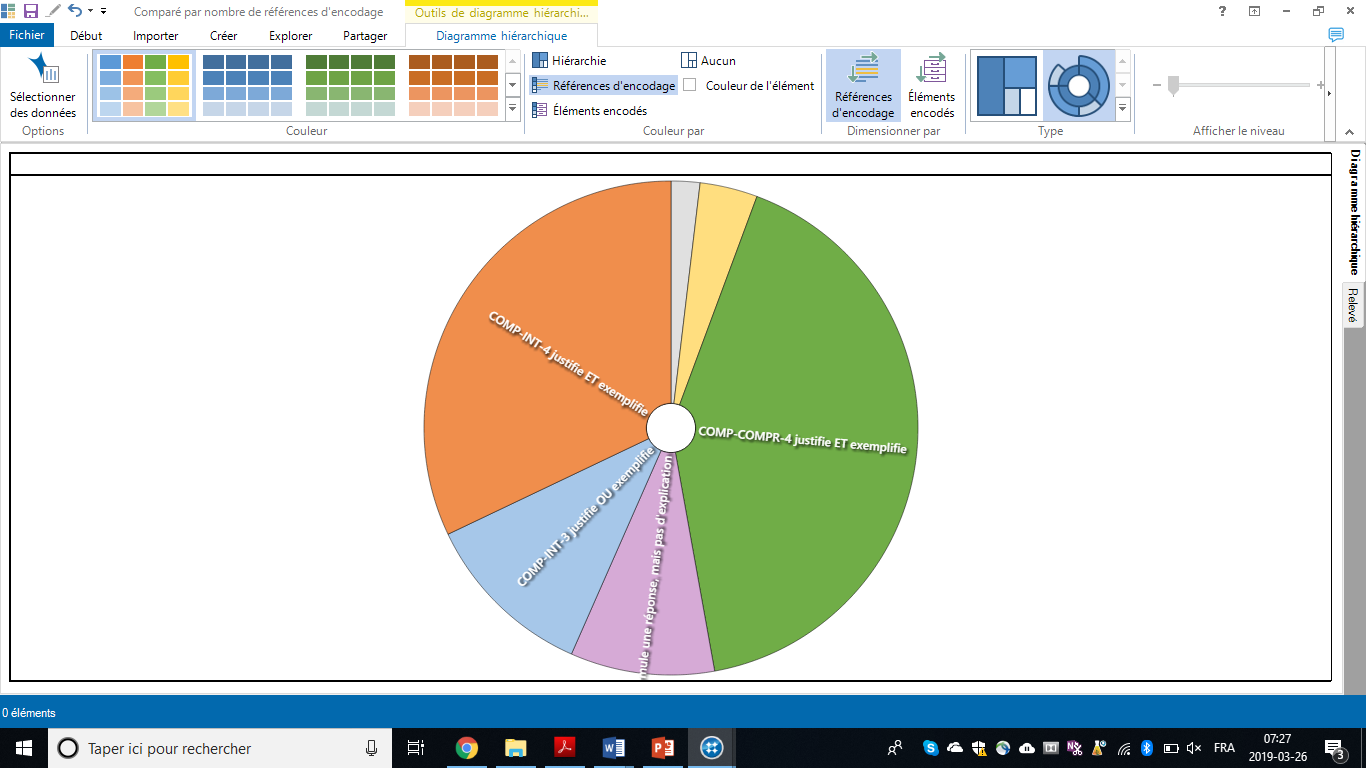 Comparé par nombre de références d'encodage
Outils de diagramme hiérarchi...
?
Fichier
Début
Importer
Créer
Explorer
Partager
Diagramme hiérarchique
Sélectionner
des données
Options
Couleur
Hiérarchie
Aucun
Références d'encodage
Couleur de l'élément
Éléments encodés
Couleur par
Références
d'encodage
Éléments
encodés
Dimensionner par
Type
Afficher le niveau
Diagramme hiérarchique
Relevé
COMP-INT-4 justifie ET exemplifie
COMP-COMPR-4 justifie ET exemplifie
COMP-INT-3 justifie OU exemplifie
mule une réponse, mais pas d'explication
0 éléments
Taper ici pour rechercher
FRA
07:27
2019-03-26
3